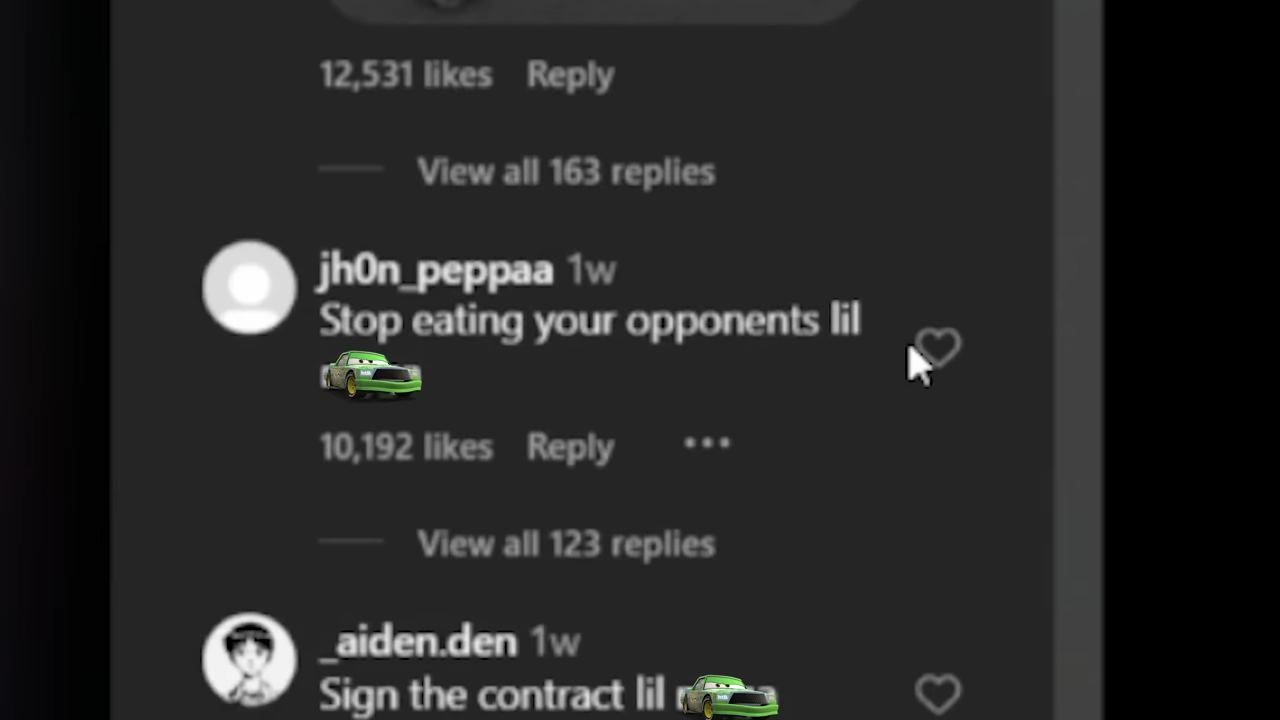 12,531 likes Reply
View all 163 replies
jh0n_peppaa 1w
Stop eating your opponents lil
10,192 likes Reply •••
View all 123 replies
_aiden.den 1w
Sign the contract lil